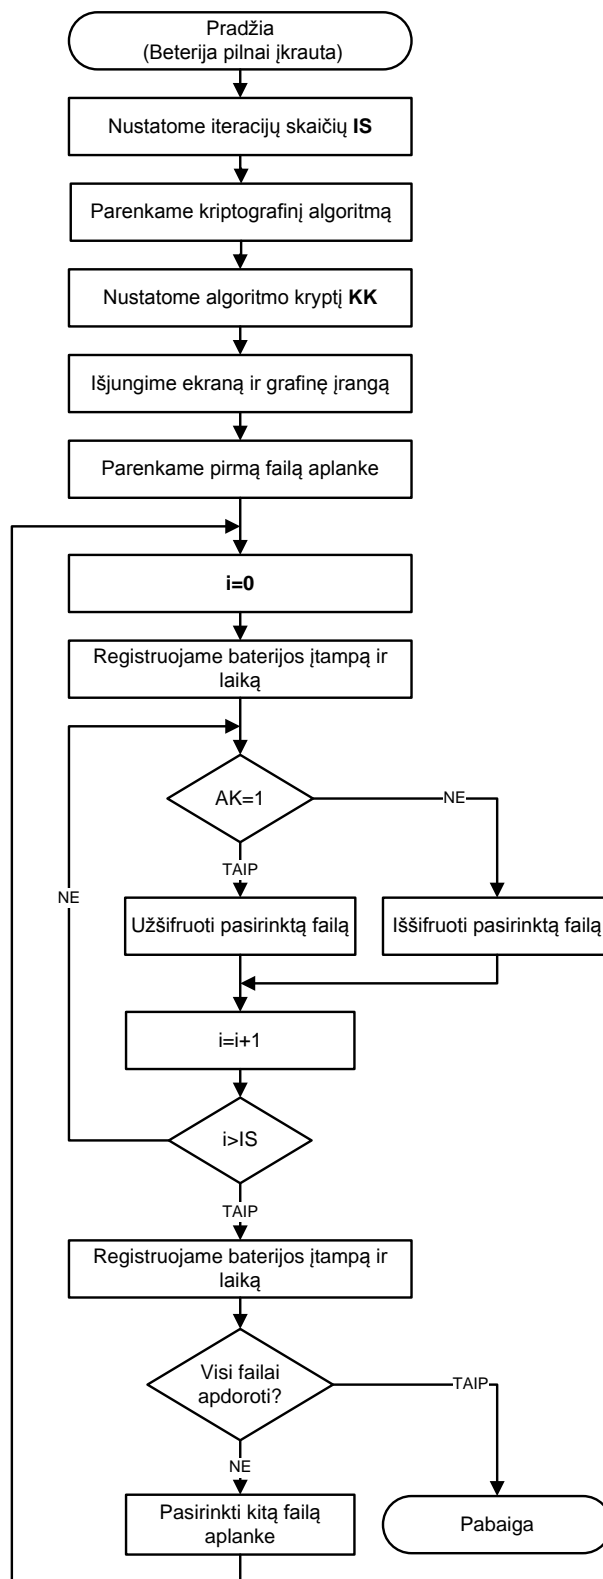 Pradžia
(Beterija pilnai įkrauta)
Nustatome iteracijų skaičių IS
Parenkame kriptografinį algoritmą
Nustatome algoritmo kryptį KK
Išjungime ekraną ir grafinę įrangą
Parenkame pirmą failą aplanke
i=0
Registruojame baterijos įtampą ir
laiką
AK=1
NE
TAIP
NE
Užšifruoti pasirinktą failą
Iššifruoti pasirinktą failą
i=i+1
i>IS
TAIP
Registruojame baterijos įtampą ir
laiką
Visi failai
apdoroti?
TAIP
NE
Pasirinkti kitą failą
aplanke
Pabaiga